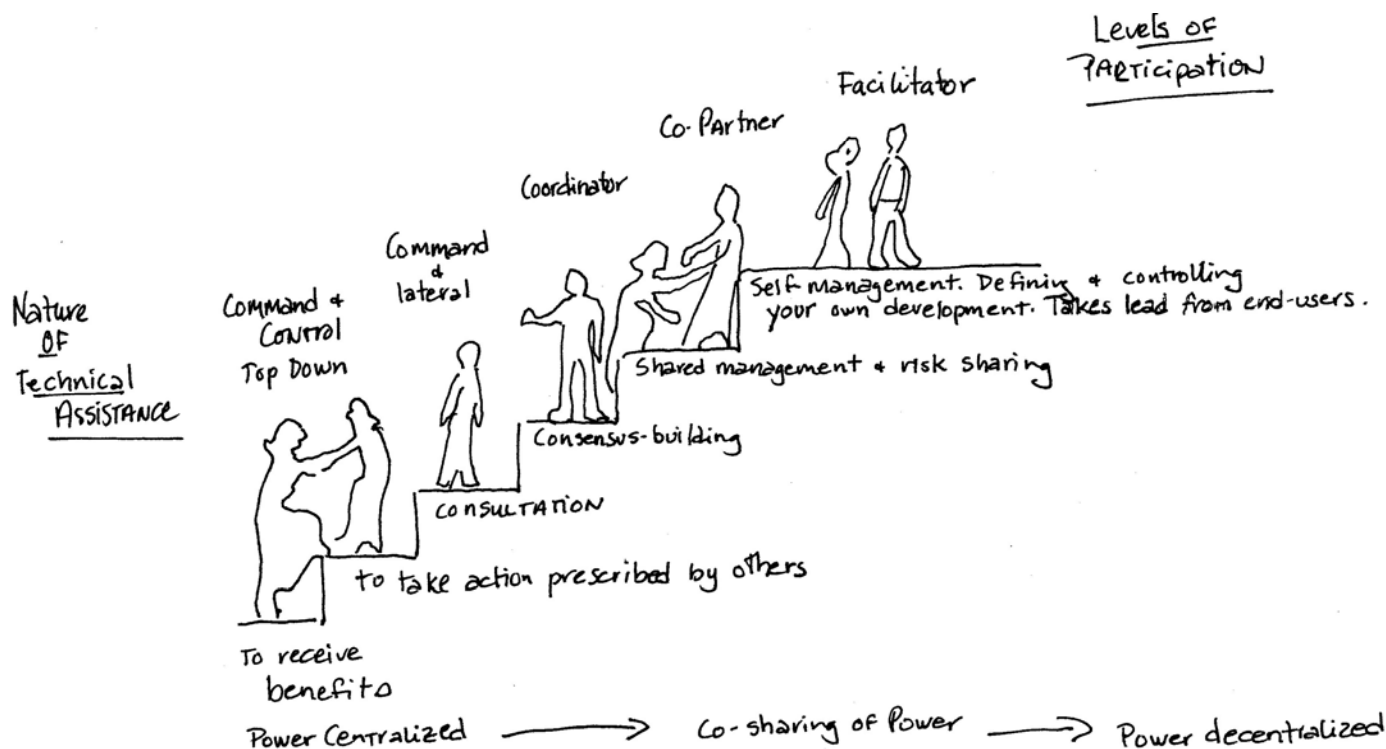 Levels OF
PARTICIPATION
Facilitator
Co-Partner
Coordinator
Command
&
lateral
Nature
OF
Technical
ASSISTANCE
Command &
CONTROL
Top Down
Self-management. Defining & controlling
your own development. Takes lead from end-users.
Shared management & risk sharing
Consensus-building
CONSULTATION
to take action prescribed by others
To receive
benefits
Power Centralized → Co-sharing of Power → Power decentralized